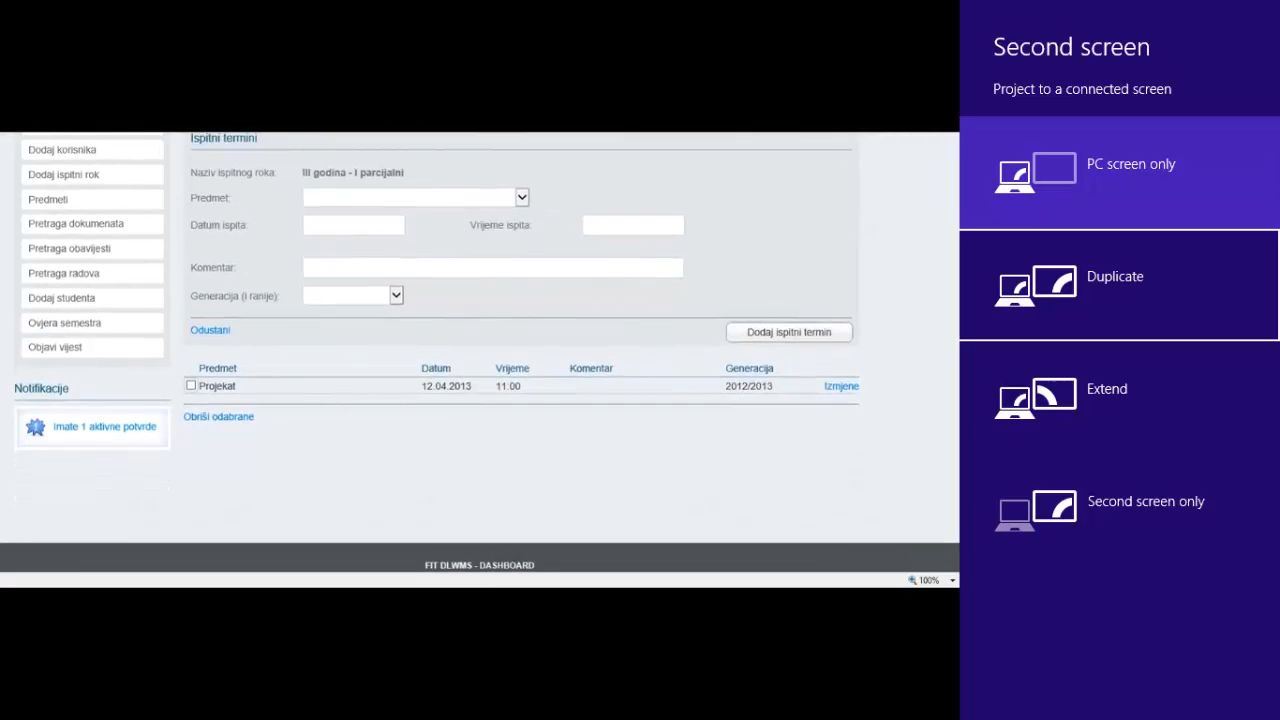 Dodaj korisnika
Dodaj ispitni rok
Predmeti
Pretraga dokumenata
Pretraga obavijesti
Pretraga radova
Dodaj studenta
Ovjera semestra
Objavi vijest
Notifikacije
Imate 1 aktivne potvrde
Ispitni termini
Naziv ispitnog roka: III godina - I parcijalni
Predmet:
Datum ispita: Vrijeme ispita:
Komentar:
Generacija (i ranije):
Odustani Dodaj ispitni termin
Predmet Datum Vrijeme Komentar Generacija
Projekat 12.04.2013 11:00 2012/2013 Izmjene
Obriši odabrane
FIT DLWMS - DASHBOARD
100%
Second screen
Project to a connected screen
PC screen only
Duplicate
Extend
Second screen only